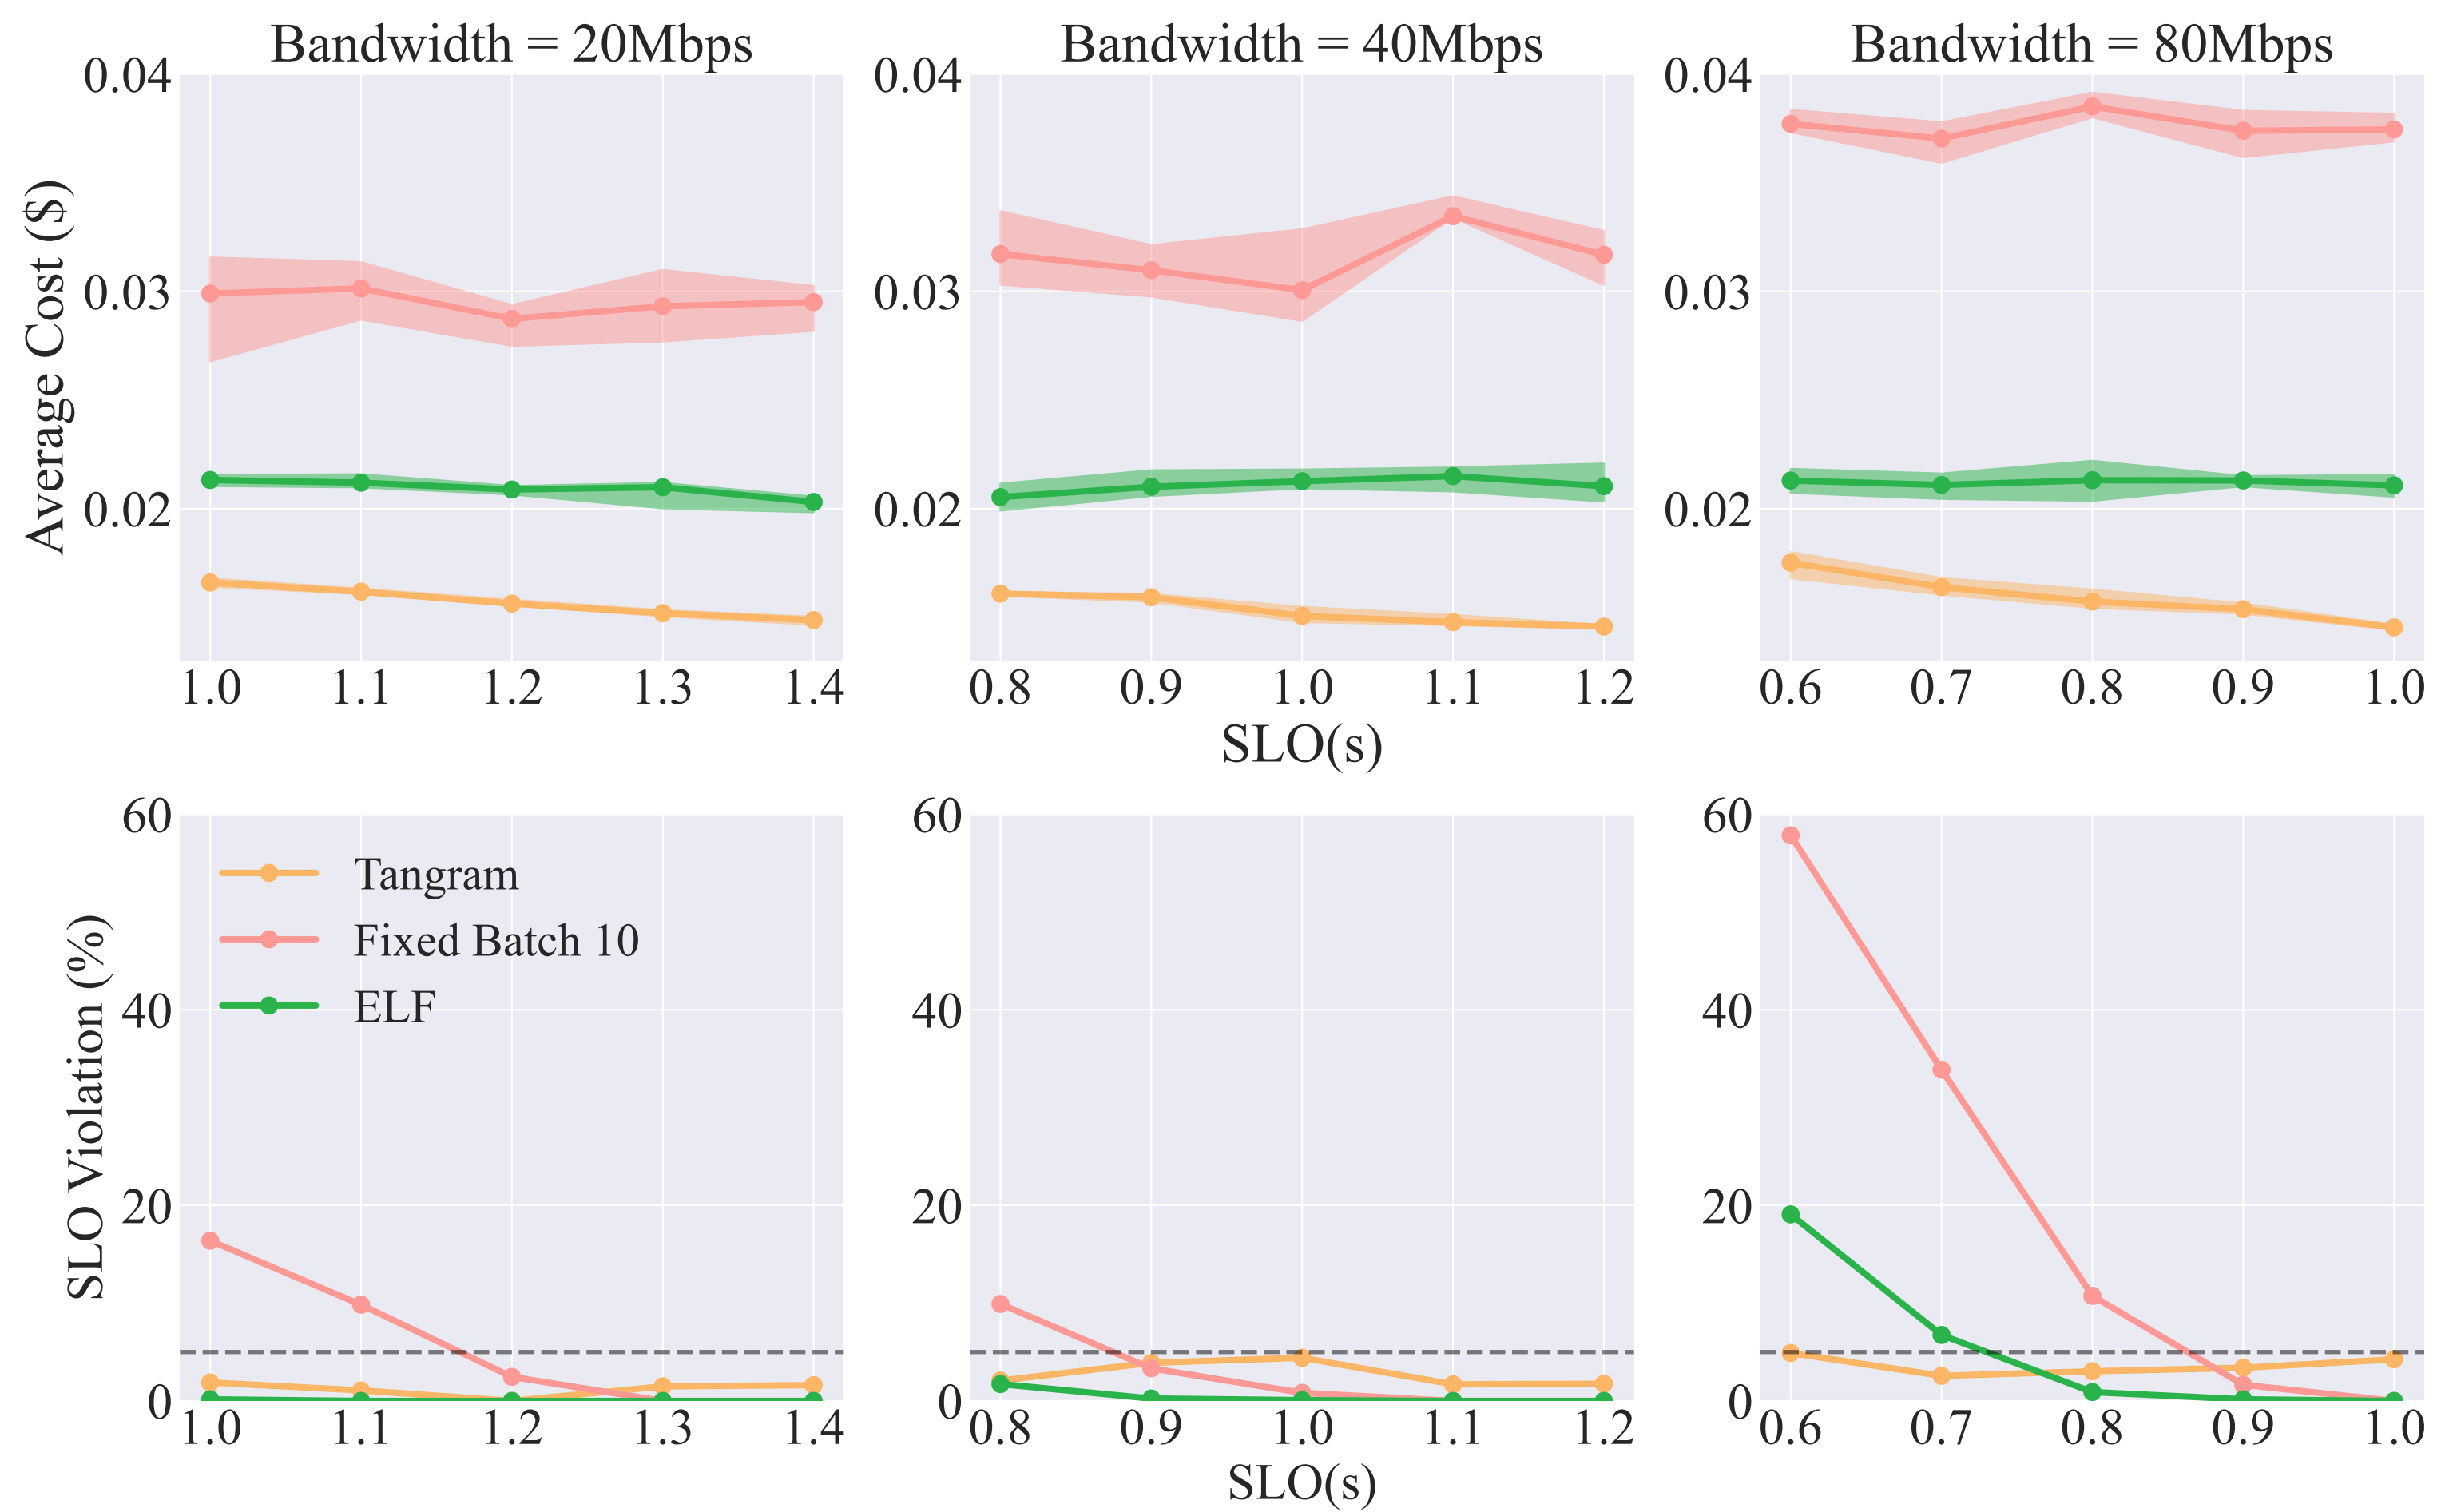 Bandwidth = 20Mbps
Bandwidth = 40Mbps
Bandwidth = 80Mbps
Average Cost ($)
0.04
0.03
0.02
1.0 1.1 1.2 1.3 1.4
0.04
0.03
0.02
0.8 0.9 1.0 1.1 1.2
0.04
0.03
0.02
0.6 0.7 0.8 0.9 1.0
SLO(s)
SLO Violation (%)
60
40
20
0
Tangram
Fixed Batch 10
ELF
1.0 1.1 1.2 1.3 1.4
60
40
20
0
0.8 0.9 1.0 1.1 1.2
60
40
20
0
0.6 0.7 0.8 0.9 1.0
SLO(s)